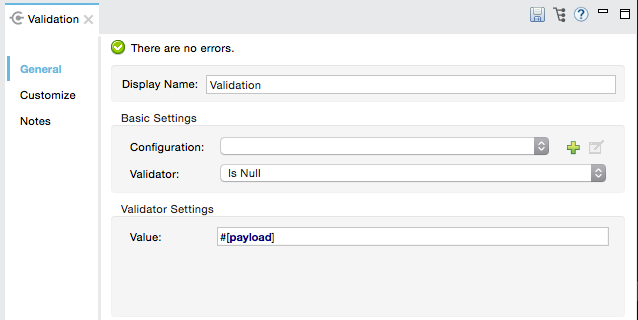 Validation
There are no errors.
General
Customize
Notes
Display Name: Validation
Basic Settings
Configuration:
Validator: Is Null
Validator Settings
Value: #[payload]